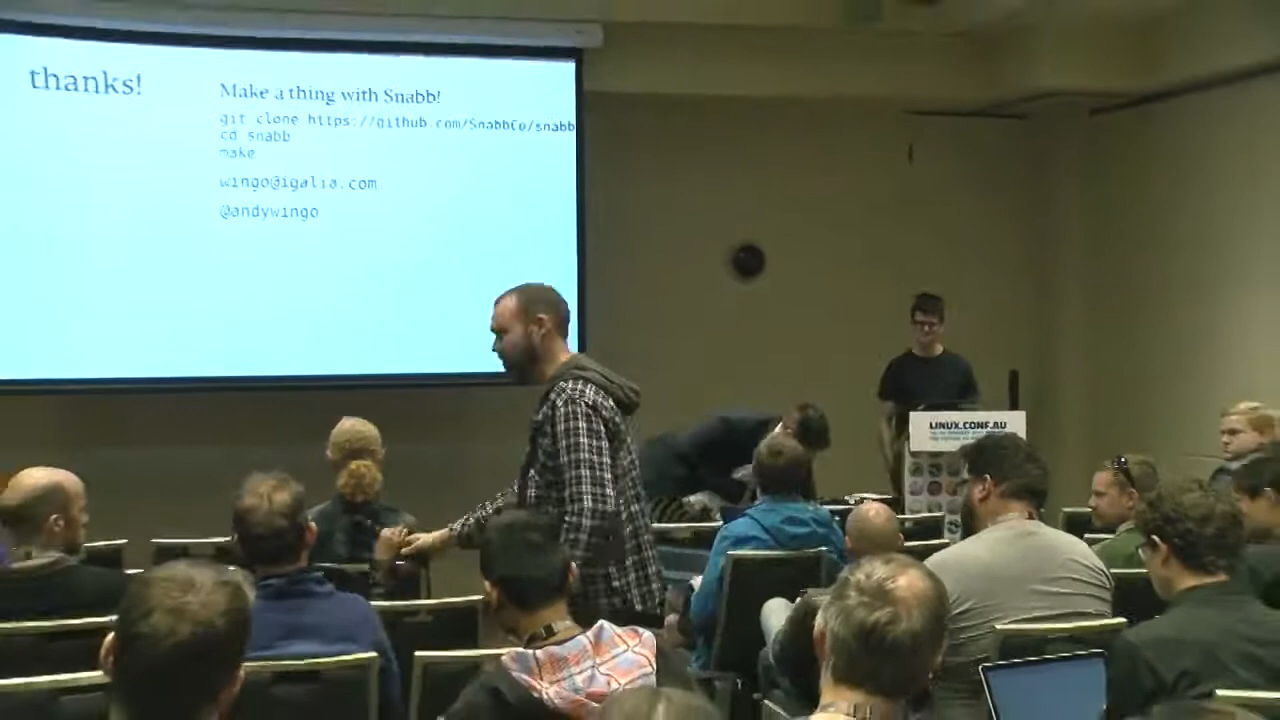 thanks!
Make a thing with Snabb!
git clone https://github.com/SnabbCo/snabb
cd snabb
make
wingo@igalia.com
@andywingo
LINUX.CONF.AU